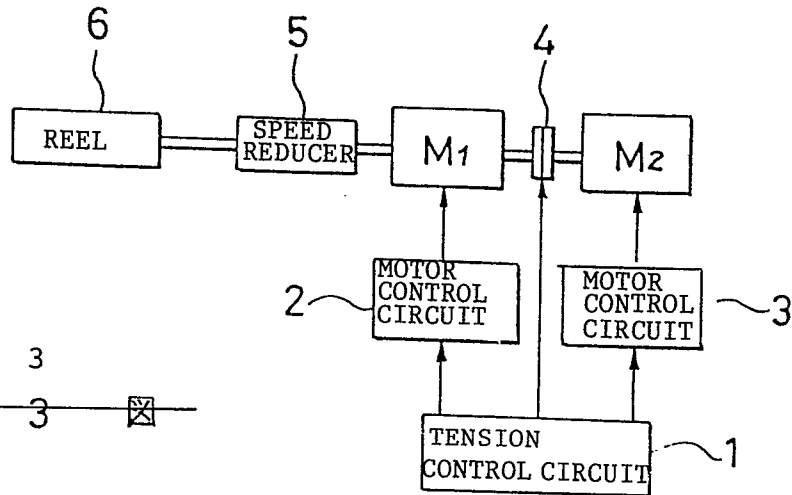 6
5
4
REEL
SPEED
REDUCER
M1
M2
2
MOTOR
CONTROL
CIRCUIT
MOTOR
CONTROL
CIRCUIT
3
3
3 図
TENSION
CONTROL CIRCUIT
1